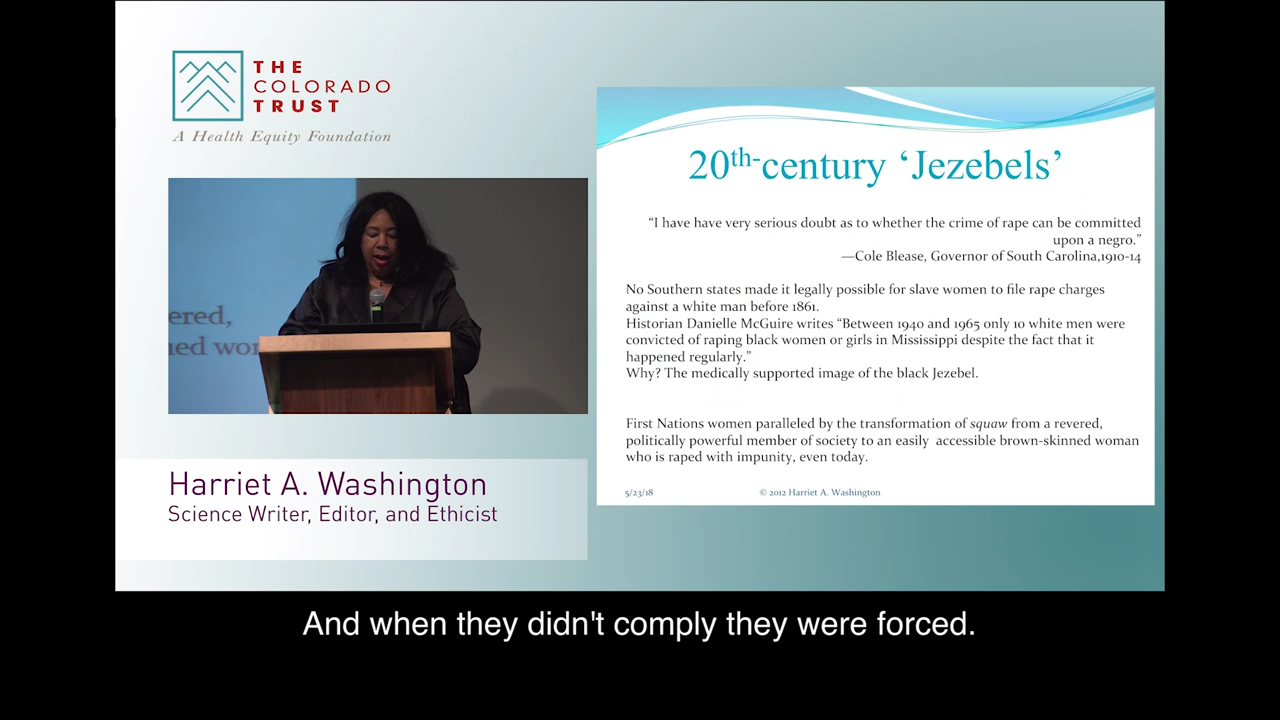 THE
COLORADO
TRUST
A Health Equity Foundation
ered,
ned wor
Harriet A. Washington
Science Writer, Editor, and Ethicist
20th-century ‘Jezebels’
“I have have very serious doubt as to whether the crime of rape can be committed
upon a negro.”
—Cole Blease, Governor of South Carolina,1910-14
No Southern states made it legally possible for slave women to file rape charges
against a white man before 1861.
Historian Danielle McGuire writes “Between 1940 and 1965 only 10 white men were
convicted of raping black women or girls in Mississippi despite the fact that it
happened regularly.”
Why? The medically supported image of the black Jezebel.
First Nations women paralleled by the transformation of squaw from a revered,
politically powerful member of society to an easily accessible brown-skinned woman
who is raped with impunity, even today.
5/23/18
© 2012 Harriet A. Washington
And when they didn't comply they were forced.